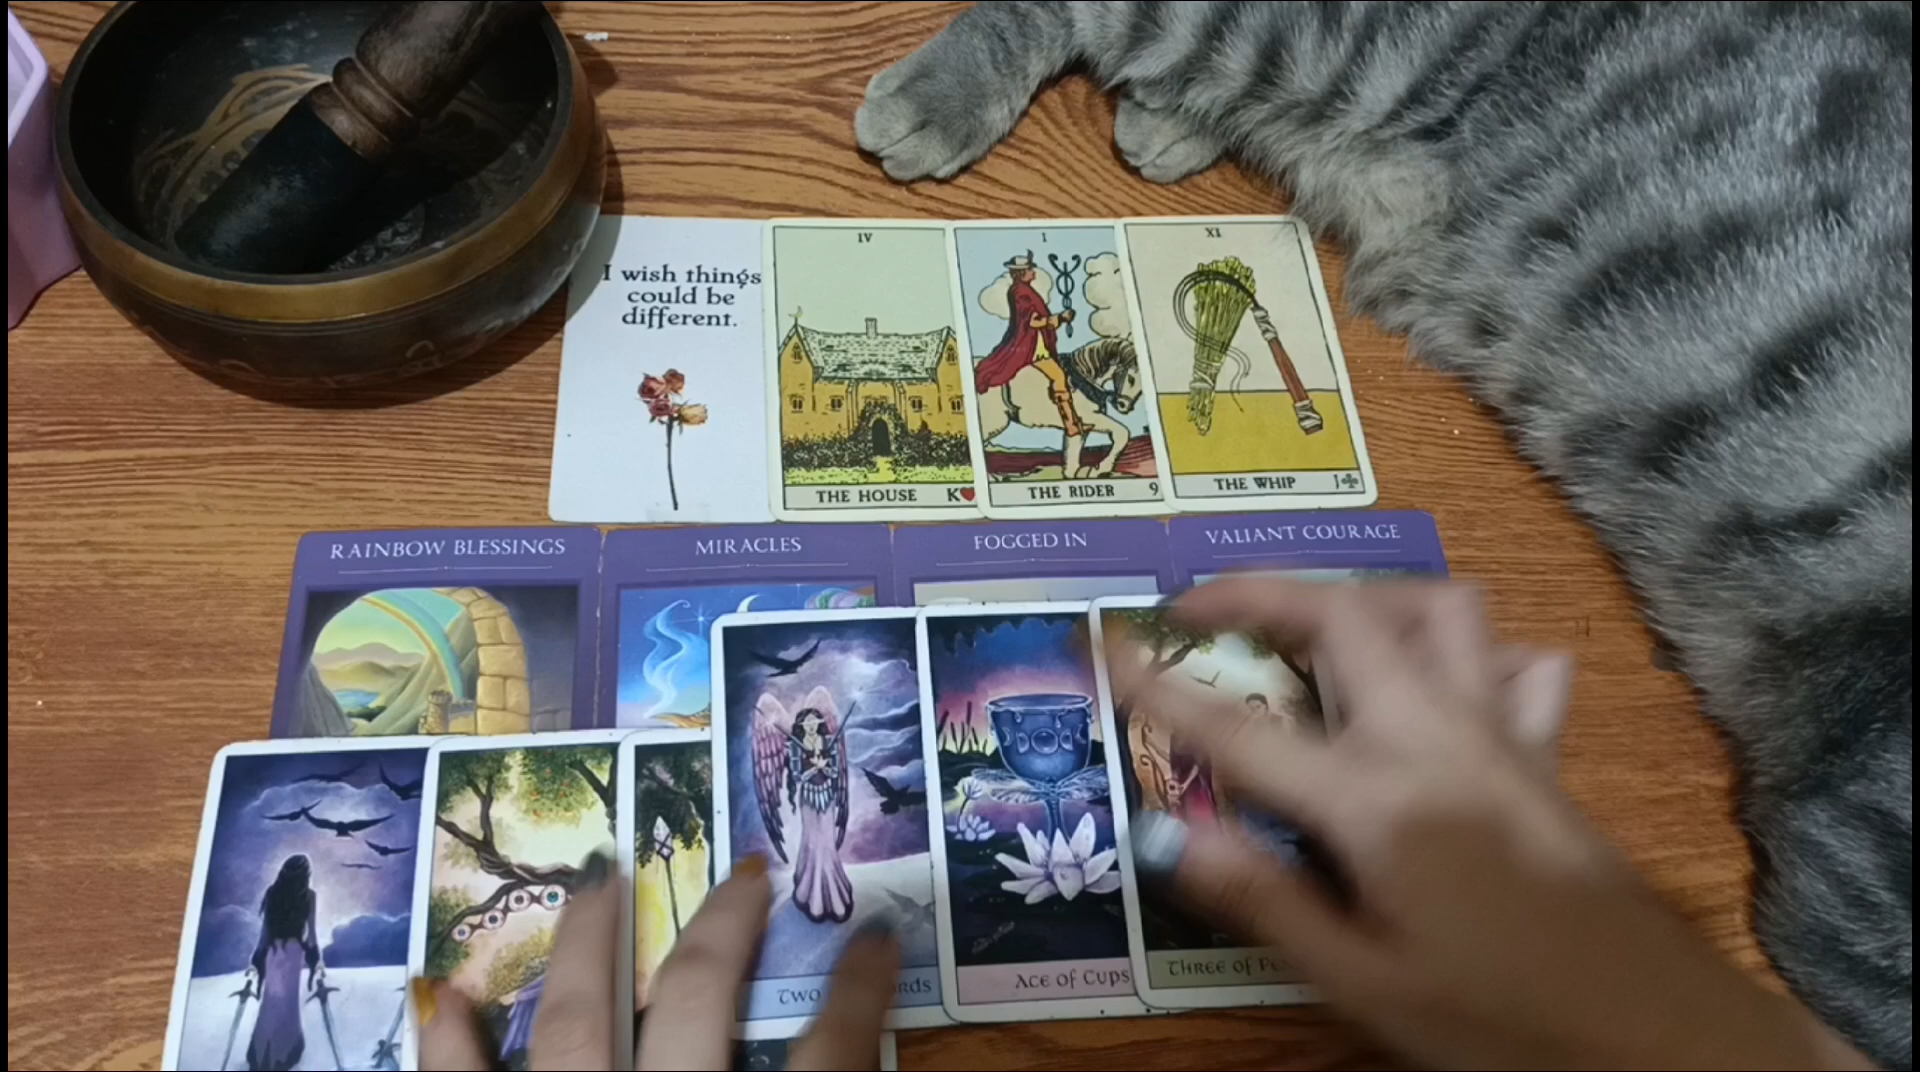 I wish things
could be
different.
IV
THE HOUSE K
I
THE RIDER 9
XI
THE WHIP J
RAINBOW BLESSINGS
MIRACLES
FOGGED IN
VALIANT COURAGE
TWO
ACE OF CUPS
THREE OF